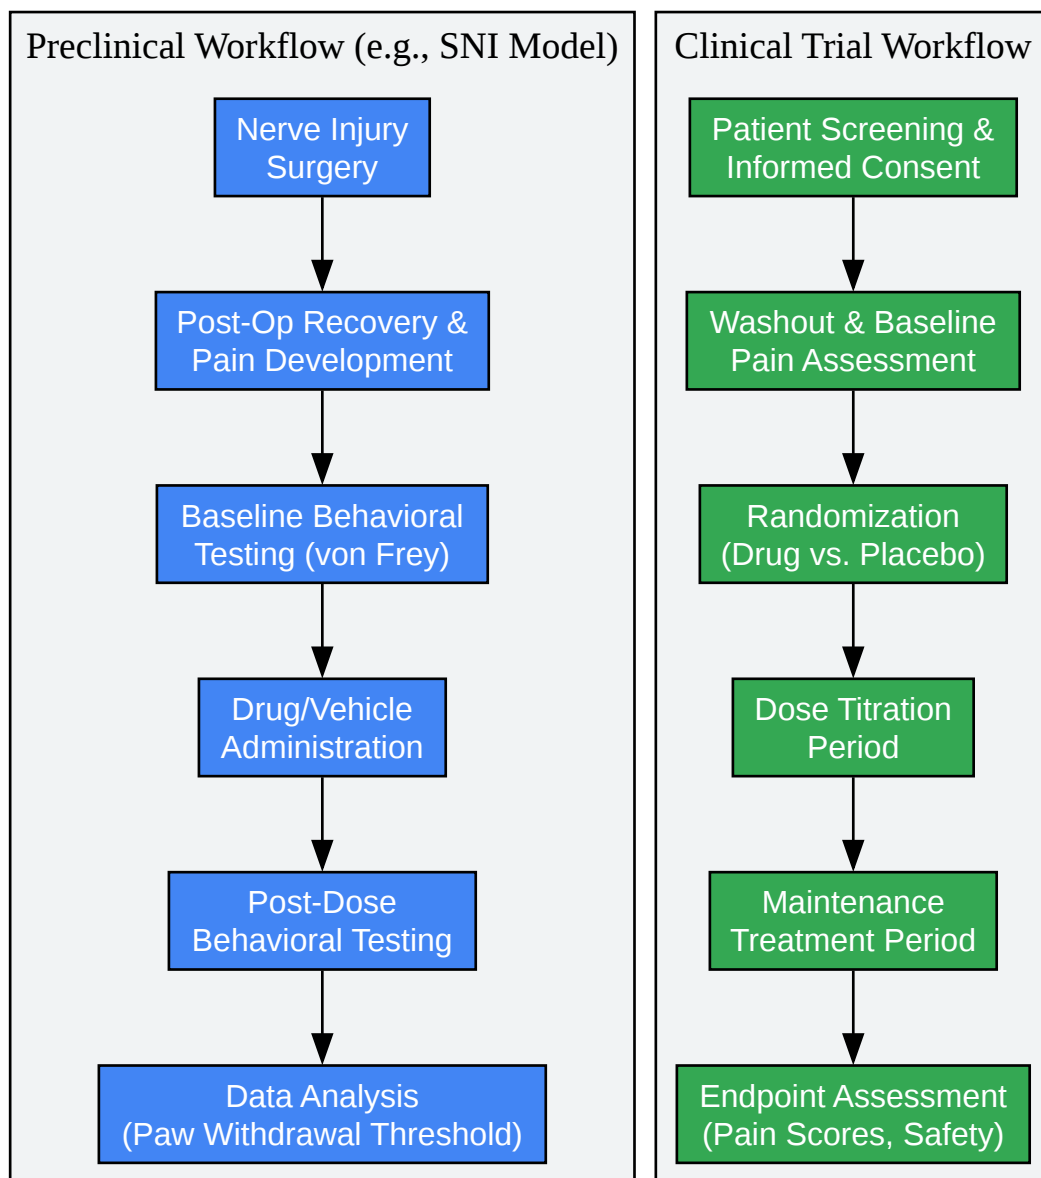 Preclinical Workflow (e.g., SNI Model)
Nerve Injury
Surgery
Post-Op Recovery &
Pain Development
Baseline Behavioral
Testing (von Frey)
Drug/Vehicle
Administration
Post-Dose
Behavioral Testing
Data Analysis
(Paw Withdrawal Threshold)
Clinical Trial Workflow
Patient Screening &
Informed Consent
Washout & Baseline
Pain Assessment
Randomization
(Drug vs. Placebo)
Dose Titration
Period
Maintenance
Treatment Period
Endpoint Assessment
(Pain Scores, Safety)